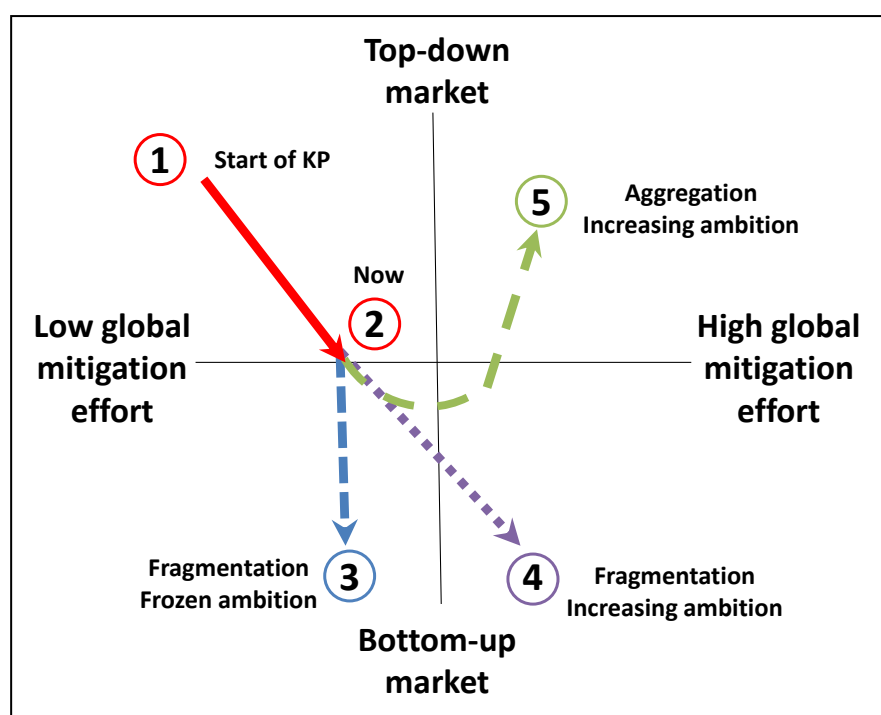 Top-down
market
1
Start of KP
5
Aggregation
Increasing ambition
Now
2
Low global
mitigation
effort
High global
mitigation
effort
Fragmentation
Frozen ambition
3
4
Fragmentation
Increasing ambition
Bottom-up
market